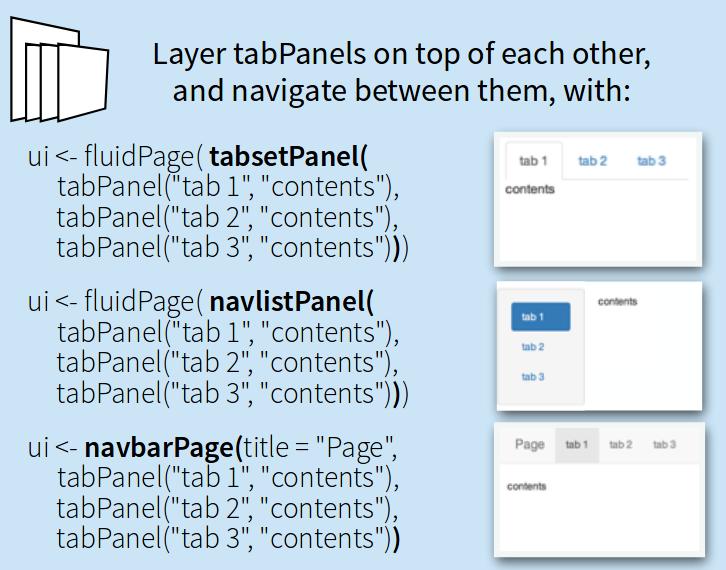 Layer tabPanels on top of each other,
and navigate between them, with:
ui <- fluidPage( tabsetPanel(
tabPanel("tab 1", "contents"),
tabPanel("tab 2", "contents"),
tabPanel("tab 3", "contents")))
tab 1 tab 2 tab 3
contents
ui <- fluidPage( navlistPanel(
tabPanel("tab 1", "contents"),
tabPanel("tab 2", "contents"),
tabPanel("tab 3", "contents")))
tab 1 contents
tab 2
tab 3
ui <- navbarPage(title = "Page",
tabPanel("tab 1", "contents"),
tabPanel("tab 2", "contents"),
tabPanel("tab 3", "contents"))
Page tab 1 tab 2 tab 3
contents